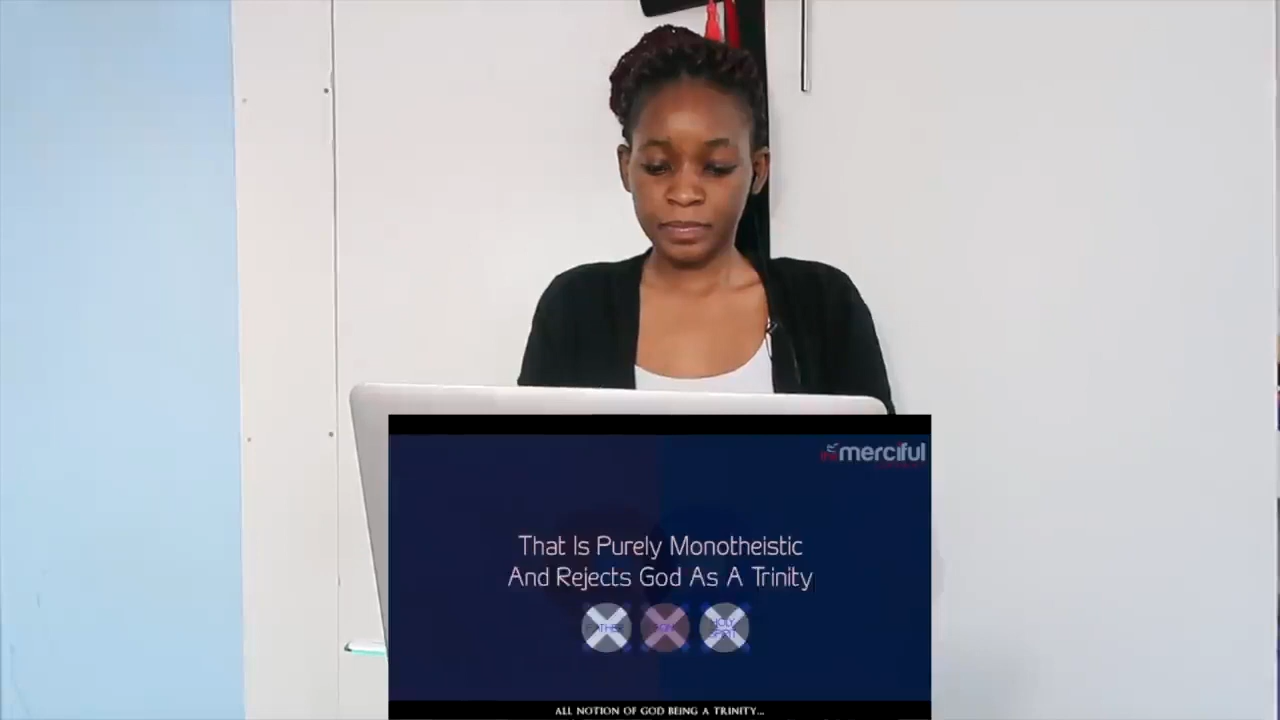 merciful
That Is Purely Monotheistic
And Rejects God As A Trinity
ALL NOTION OF GOD BEING A TRINITY...